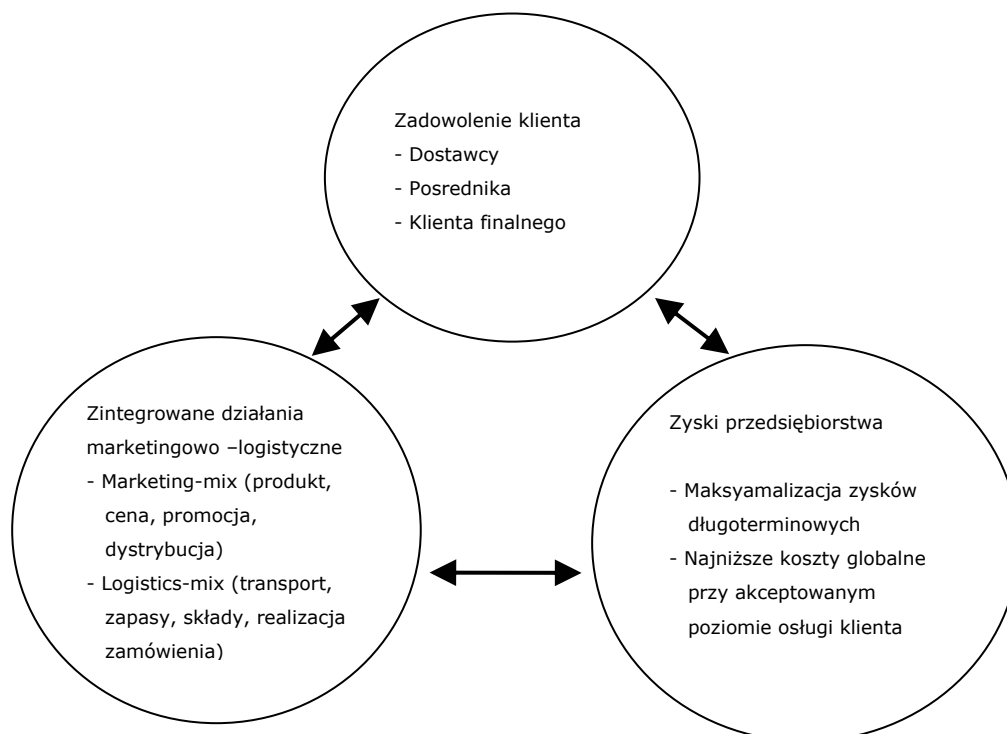 Zadowolenie klienta
- Dostawcy
- Posrednika
- Klienta finalnego
Zintegrowane działania
marketingowo –logistyczne
- Marketing-mix (produkt,
cena, promocja,
dystrybucja)
- Logistics-mix (transport,
zapasy, składy, realizacja
zamówienia)
Zyski przedsiębiorstwa
- Maksyamalizacja zysków
długoterminowych
- Najniższe koszty globalne
przy akceptowanym
poziomie osługi klienta